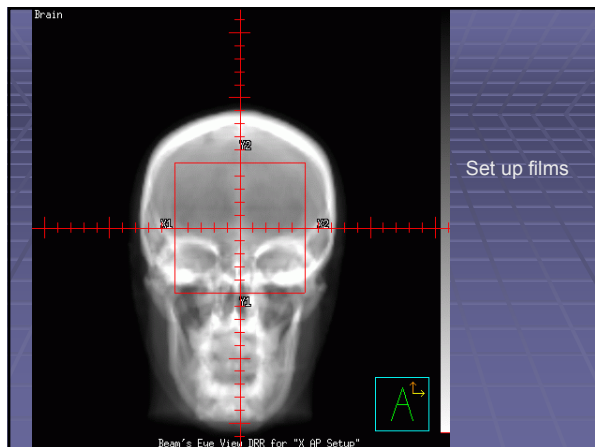 Brain
Y2
Set up films
X1
X2
Y1
A
Beam's Eye View DRR for "X AP Setup"